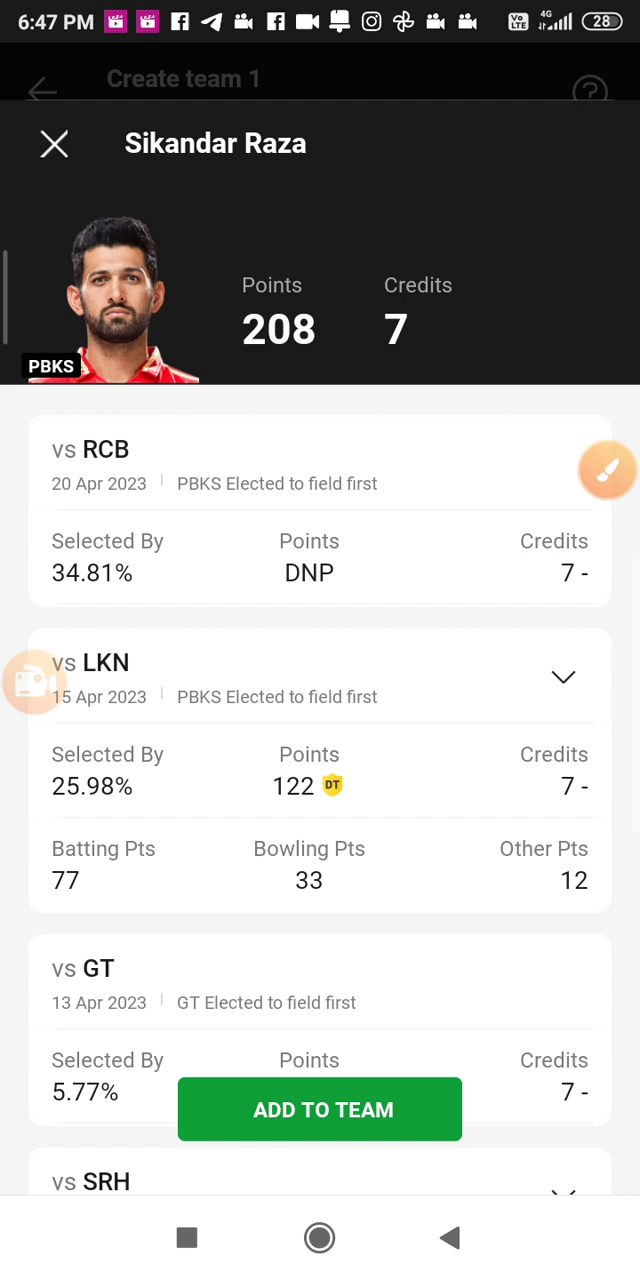 6:47 PM
Vo LTE 4G 28
Create team 1
?
Sikandar Raza
Points Credits
208 7
PBKS
vs RCB
20 Apr 2023 PBKS Elected to field first
Selected By Points Credits
34.81% DNP 7 -
vs LKN
15 Apr 2023 PBKS Elected to field first
Selected By Points Credits
25.98% 122 DT 7 -
Batting Pts Bowling Pts Other Pts
77 33 12
vs GT
13 Apr 2023 GT Elected to field first
Selected By Points Credits
5.77% 7 -
ADD TO TEAM
vs SRH